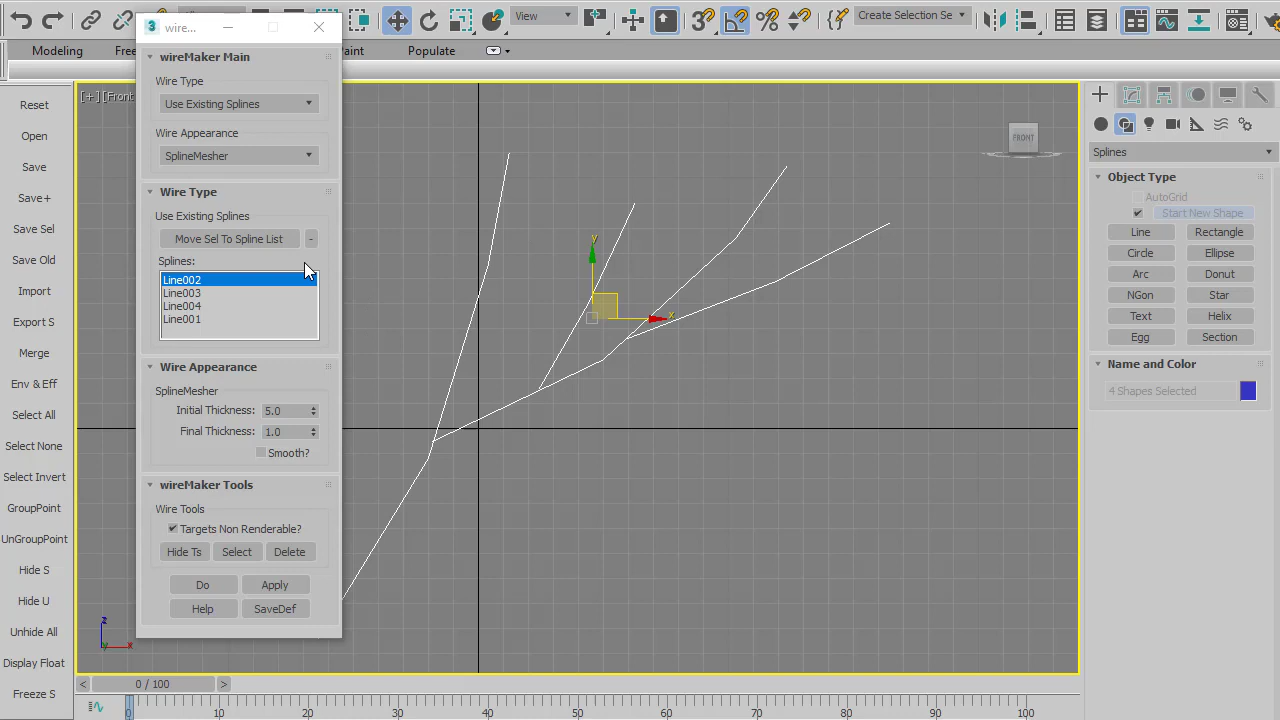 View
Create Selection Se
wire...
Modeling
Free
Paint
Populate
wireMaker Main
Wire Type
Use Existing Splines
Wire Appearance
SplineMesher
Wire Type
Use Existing Splines
Move Sel To Spline List
-
Splines:
Line002
Line003
Line004
Line001
Wire Appearance
SplineMesher
Initial Thickness: 5.0
Final Thickness: 1.0
Smooth?
wireMaker Tools
Wire Tools
Targets Non Renderable?
Hide Ts Select Delete
Do Apply
Help SaveDef
Reset
Open
Save
Save+
Save Sel
Save Old
Import
Export S
Merge
Env & Eff
Select All
Select None
Select Invert
GroupPoint
UnGroupPoint
Hide S
Hide U
Unhide All
Display Float
Freeze S
[+] [Front
FRONT
y
x
z
y x
Splines
Object Type
AutoGrid
Start New Shape
Line Rectangle
Circle Ellipse
Arc Donut
NGon Star
Text Helix
Egg Section
Name and Color
4 Shapes Selected
< 0 / 100 >
0 10 20 30 40 50 60 70 80 90 100